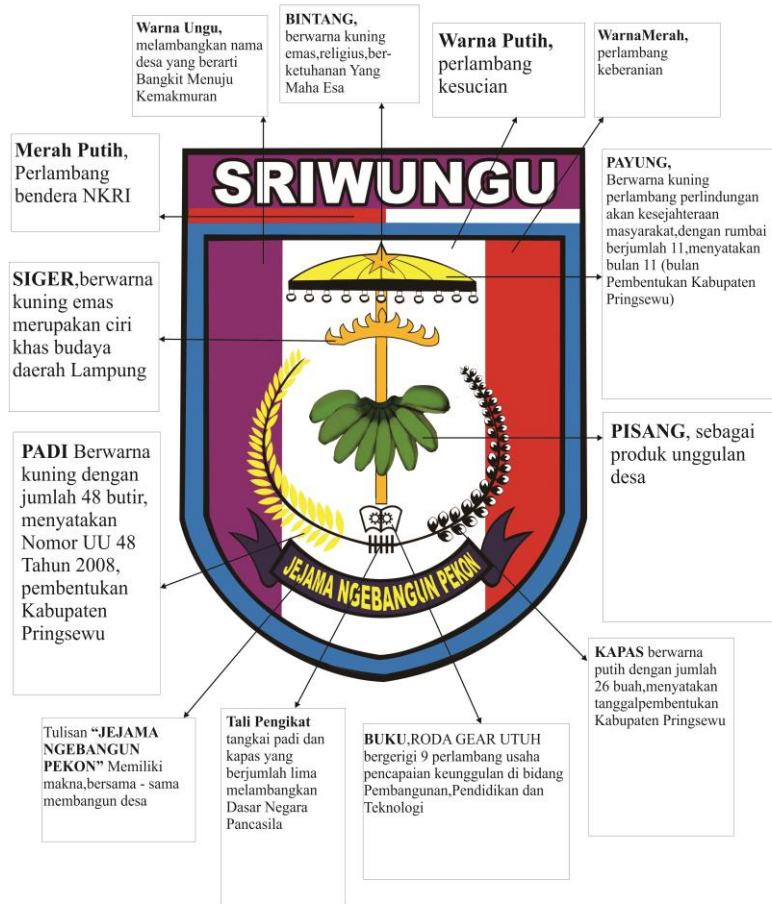 Warna Ungu,
melambangkan nama
desa yang berarti
Bangkit Menuju
Kemakmuran
BINTANG,
berwarna kuning
emas,religius,ber-
ketuhanan Yang
Maha Esa
Warna Putih,
perlambang
kesucian
WarnaMerah,
perlambang
keberanian
Merah Putih,
Perlambang
bendera NKRI
SRIWUNGU
PAYUNG,
Berwarna kuning
perlambang perlindungan
akan kesejahteraan
masyarakat,dengan rumbai
berjumlah 11,menyatakan
bulan 11 (bulan
Pembentukan Kabupaten
Pringsewu)
SIGER,berwarna
kuning emas
merupakan ciri
khas budaya
daerah Lampung
PISANG, sebagai
produk unggulan
desa
PADI Berwarna
kuning dengan
jumlah 48 butir,
menyatakan
Nomor UU 48
Tahun 2008,
pembentukan
Kabupaten
Pringsewu
JEJAMA NGEBANGUN PEKON
KAPAS berwarna
putih dengan jumlah
26 buah,menyatakan
tanggalpembentukan
Kabupaten Pringsewu
Tulisan “JEJAMA
NGEBANGUN
PEKON” Memiliki
makna,bersama - sama
membangun desa
Tali Pengikat
tangkai padi dan
kapas yang
berjumlah lima
melambangkan
Dasar Negara
Pancasila
BUKU,RODA GEAR UTUH
bergerigi 9 perlambang usaha
pencapaian keunggulan di bidang
Pembangunan,Pendidikan dan
Teknologi